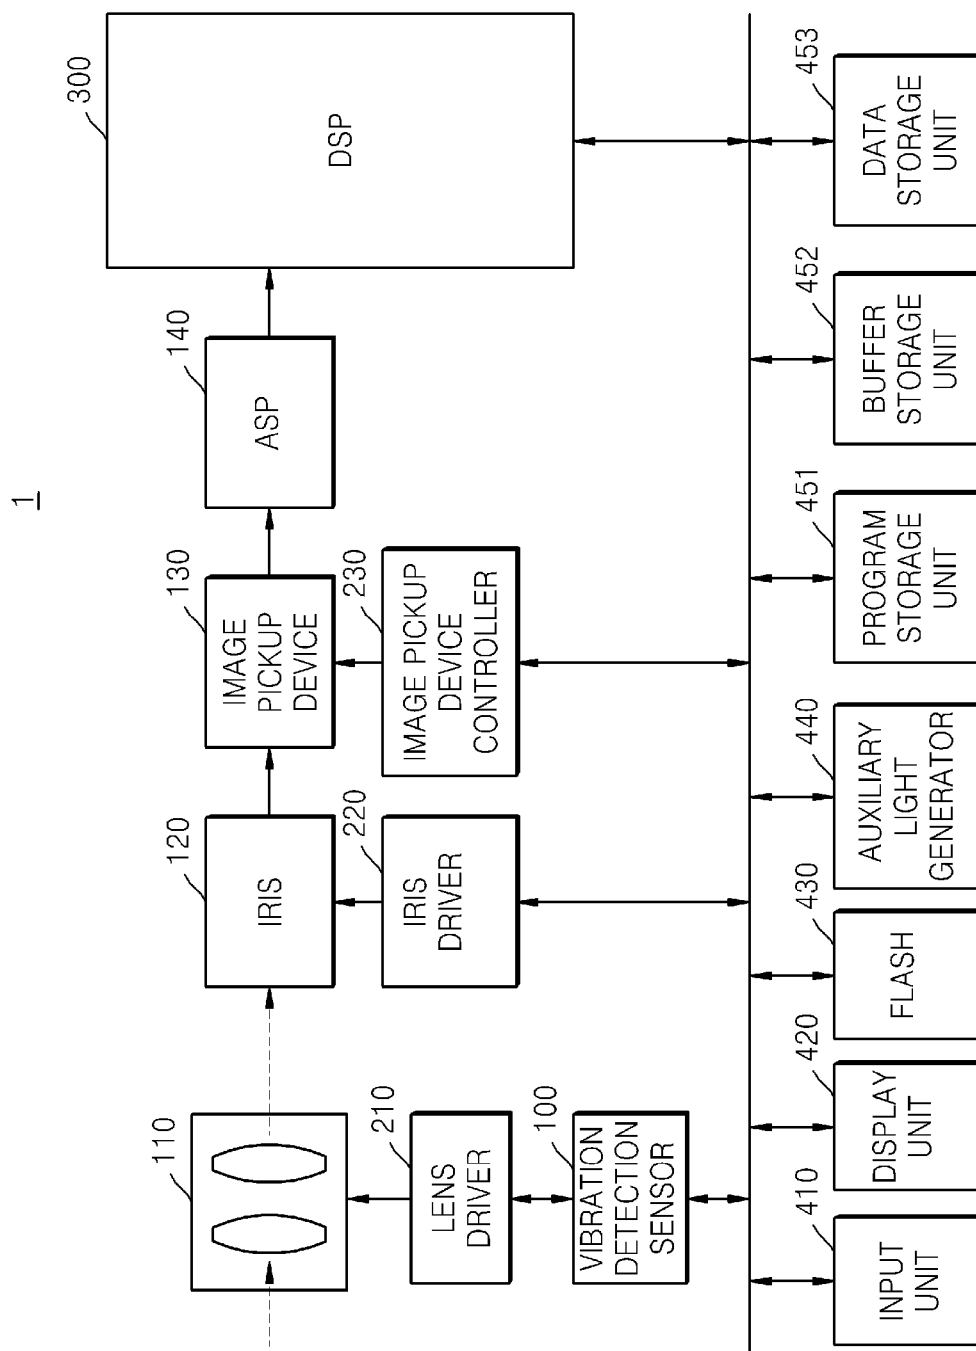 1
110
120
IRIS
130
IMAGE
PICKUP
DEVICE
140
ASP
300
DSP
210
LENS
DRIVER
220
IRIS
DRIVER
230
IMAGE PICKUP
DEVICE
CONTROLLER
100
VIBRATION
DETECTION
SENSOR
410
INPUT
UNIT
420
DISPLAY
UNIT
430
FLASH
440
AUXILIARY
LIGHT
GENERATOR
451
PROGRAM
STORAGE
UNIT
452
BUFFER
STORAGE
UNIT
453
DATA
STORAGE
UNIT